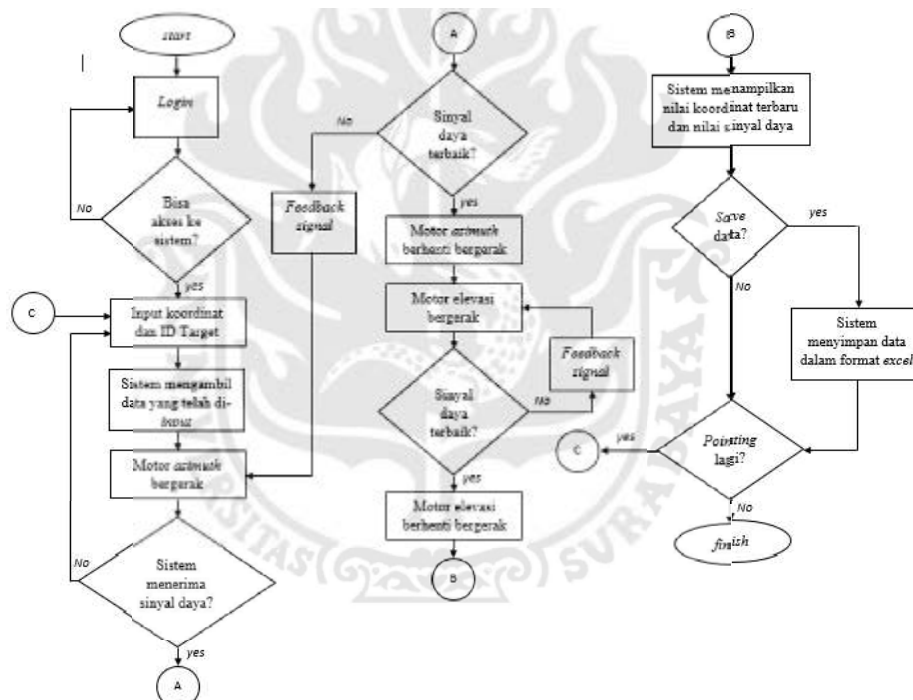 start
Login
No
Bisa
akses ke
sistem?
yes
C
Input koordinat
dan ID Target
Sistem mengambil
data yang telah di-
input
Motor azimuth
bergerak
No
Sistem
menerima
sinyal daya?
yes
A
A
No
Sinyal
daya
terbaik?
Feedback
signal
yes
Motor azimuth
berhenti bergerak
Motor elevasi
bergerak
Feedback
signal
Sinyal
daya
terbaik?
No
yes
Motor elevasi
berhenti bergerak
B
B
Sistem menampilkan
nilai koordinat terbaru
dan nilai sinyal daya
Save
data?
yes
No
Sistem
menyimpan data
dalam format excel
Pointing
lagi?
yes
C
No
finish
UNIVERSITAS
SURABAYA